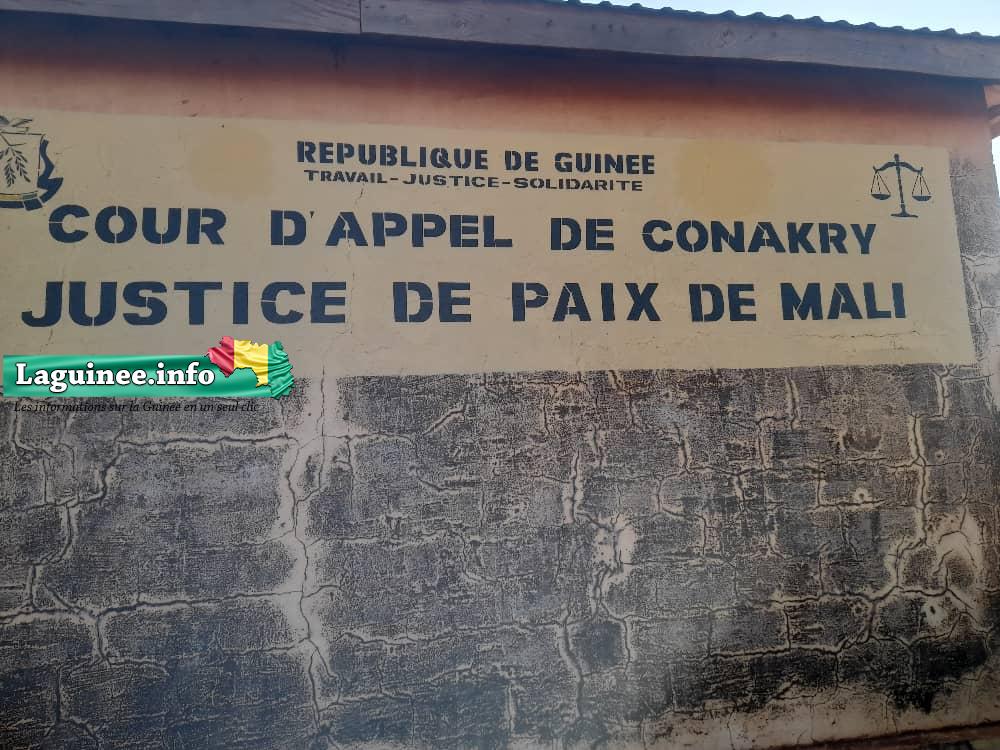 REPUBLIQUE DE GUINEE
TRAVAIL-JUSTICE-SOLIDARITE
COUR D'APPEL DE CONAKRY
JUSTICE DE PAIX DE MALI
Laguinee.info
Les informations sur la Guinée en un seul clic